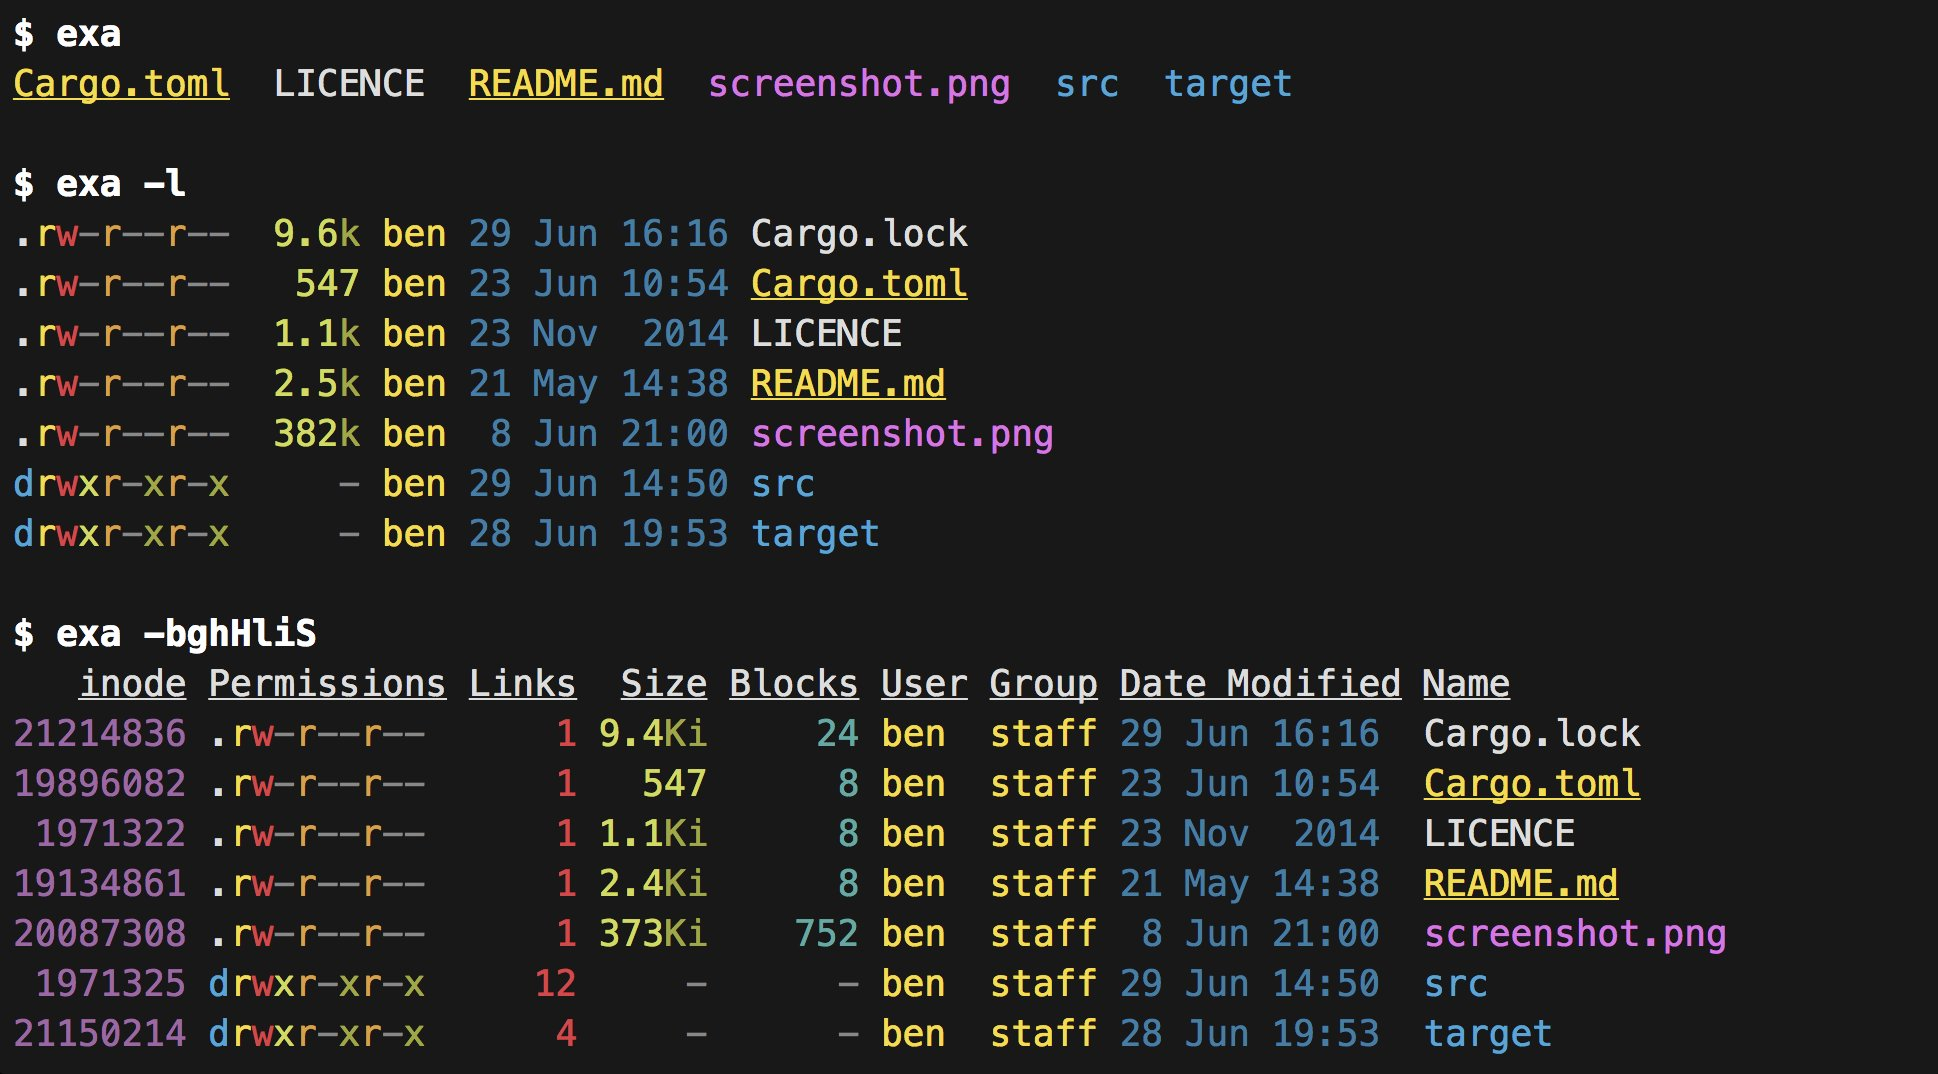 $ exa
Cargo.toml  LICENCE  README.md  screenshot.png  src  target
$ exa -l
.rw-r--r--  9.6k ben 29 Jun 16:16 Cargo.lock
.rw-r--r--   547 ben 23 Jun 10:54 Cargo.toml
.rw-r--r--  1.1k ben 23 Nov  2014 LICENCE
.rw-r--r--  2.5k ben 21 May 14:38 README.md
.rw-r--r--  382k ben  8 Jun 21:00 screenshot.png
drwxr-xr-x     - ben 29 Jun 14:50 src
drwxr-xr-x     - ben 28 Jun 19:53 target
$ exa -bghHliS
   inode Permissions Links  Size Blocks User Group Date Modified Name
21214836 .rw-r--r--      1 9.4Ki     24 ben  staff 29 Jun 16:16  Cargo.lock
19896082 .rw-r--r--      1   547      8 ben  staff 23 Jun 10:54  Cargo.toml
 1971322 .rw-r--r--      1 1.1Ki      8 ben  staff 23 Nov  2014  LICENCE
19134861 .rw-r--r--      1 2.4Ki      8 ben  staff 21 May 14:38  README.md
20087308 .rw-r--r--      1 373Ki    752 ben  staff  8 Jun 21:00  screenshot.png
 1971325 drwxr-xr-x     12     -      - ben  staff 29 Jun 14:50  src
21150214 drwxr-xr-x      4     -      - ben  staff 28 Jun 19:53  target